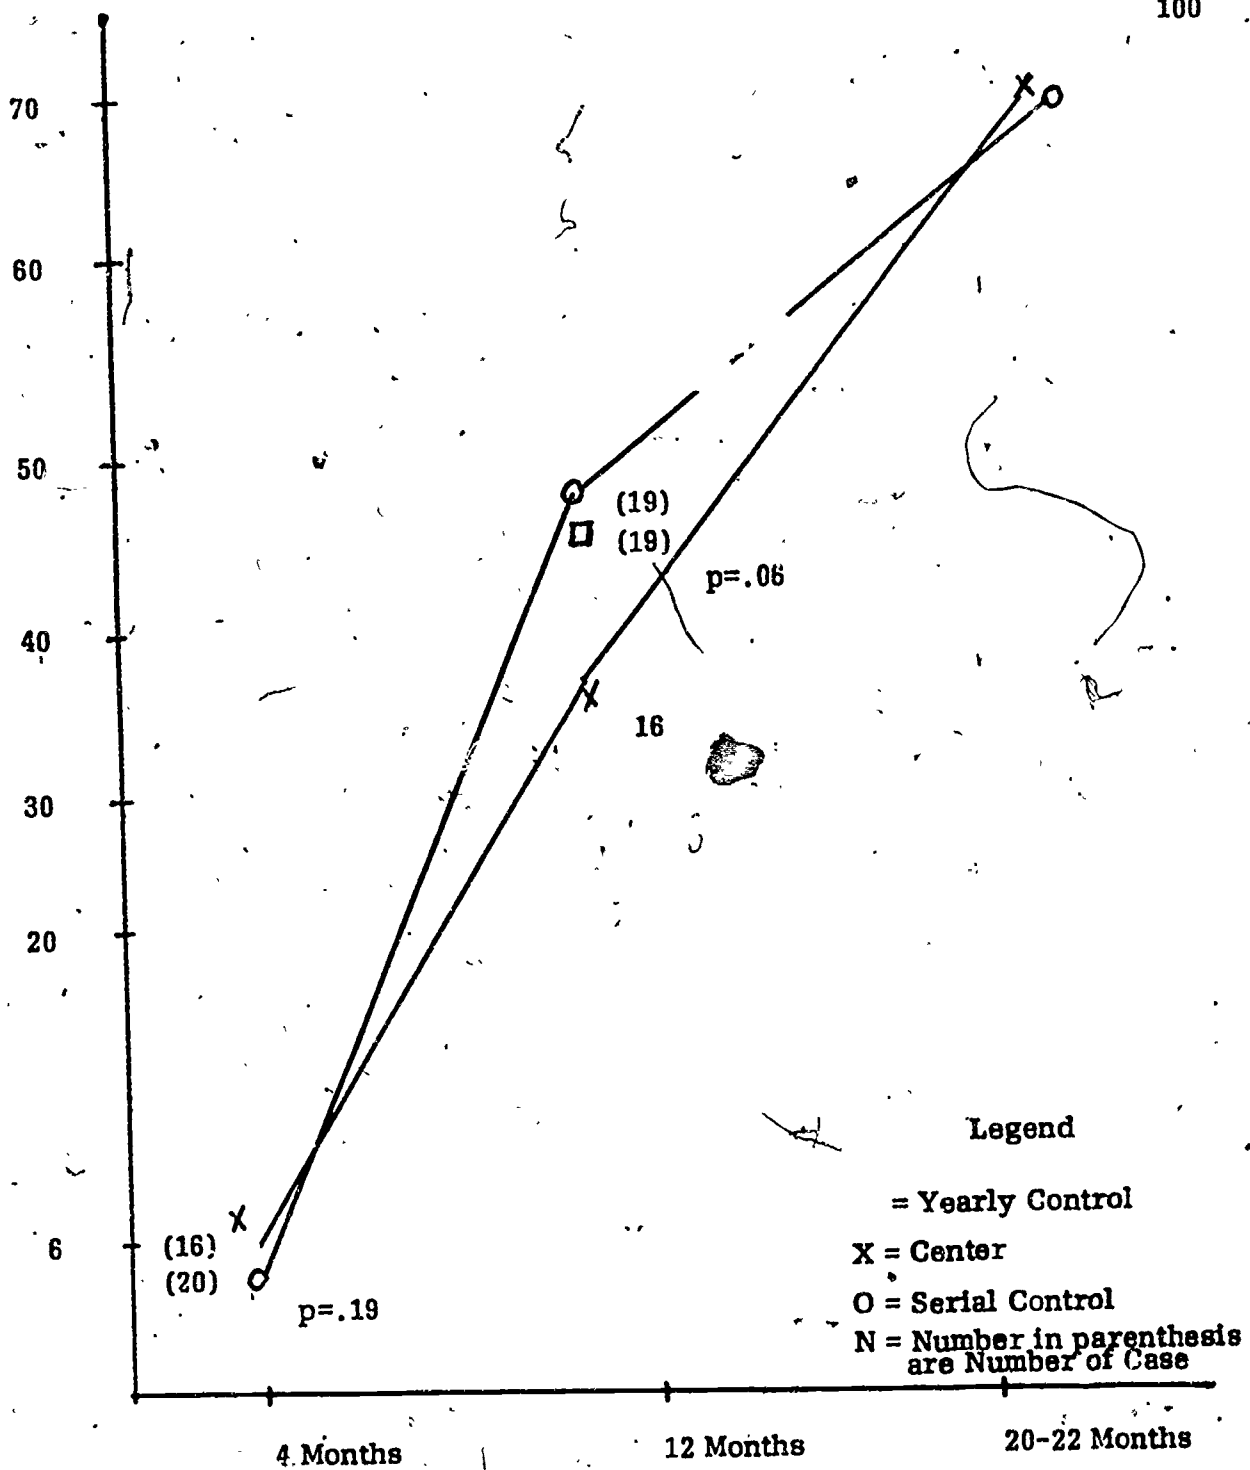 100
70
60
50
(19)
(19)
p=.06
40
16
30
20
Legend
= Yearly Control
X = Center
6
(16)
(20)
O = Serial Control
p=.19
N = Number in parenthesis
are Number of Case
4 Months
12 Months
20-22 Months